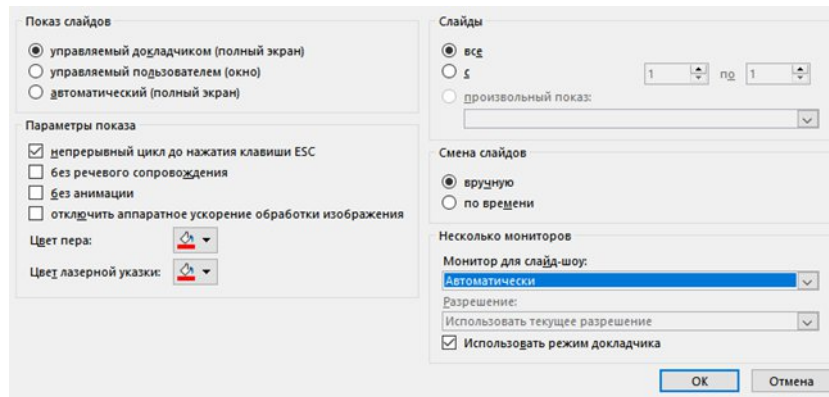 Показ слайдов
управляемый докладчиком (полный экран)
управляемый пользователем (окно)
автоматический (полный экран)
Параметры показа
непрерывный цикл до нажатия клавиши ESC
без речевого сопровождения
без анимации
отключить аппаратное ускорение обработки изображения
Цвет пера:
Цвет лазерной указки:
Слайды
все
с 1 по 1
произвольный показ:
Смена слайдов
вручную
по времени
Несколько мониторов
Монитор для слайд-шоу:
Автоматически
Разрешение:
Использовать текущее разрешение
Использовать режим докладчика
ОК Отмена